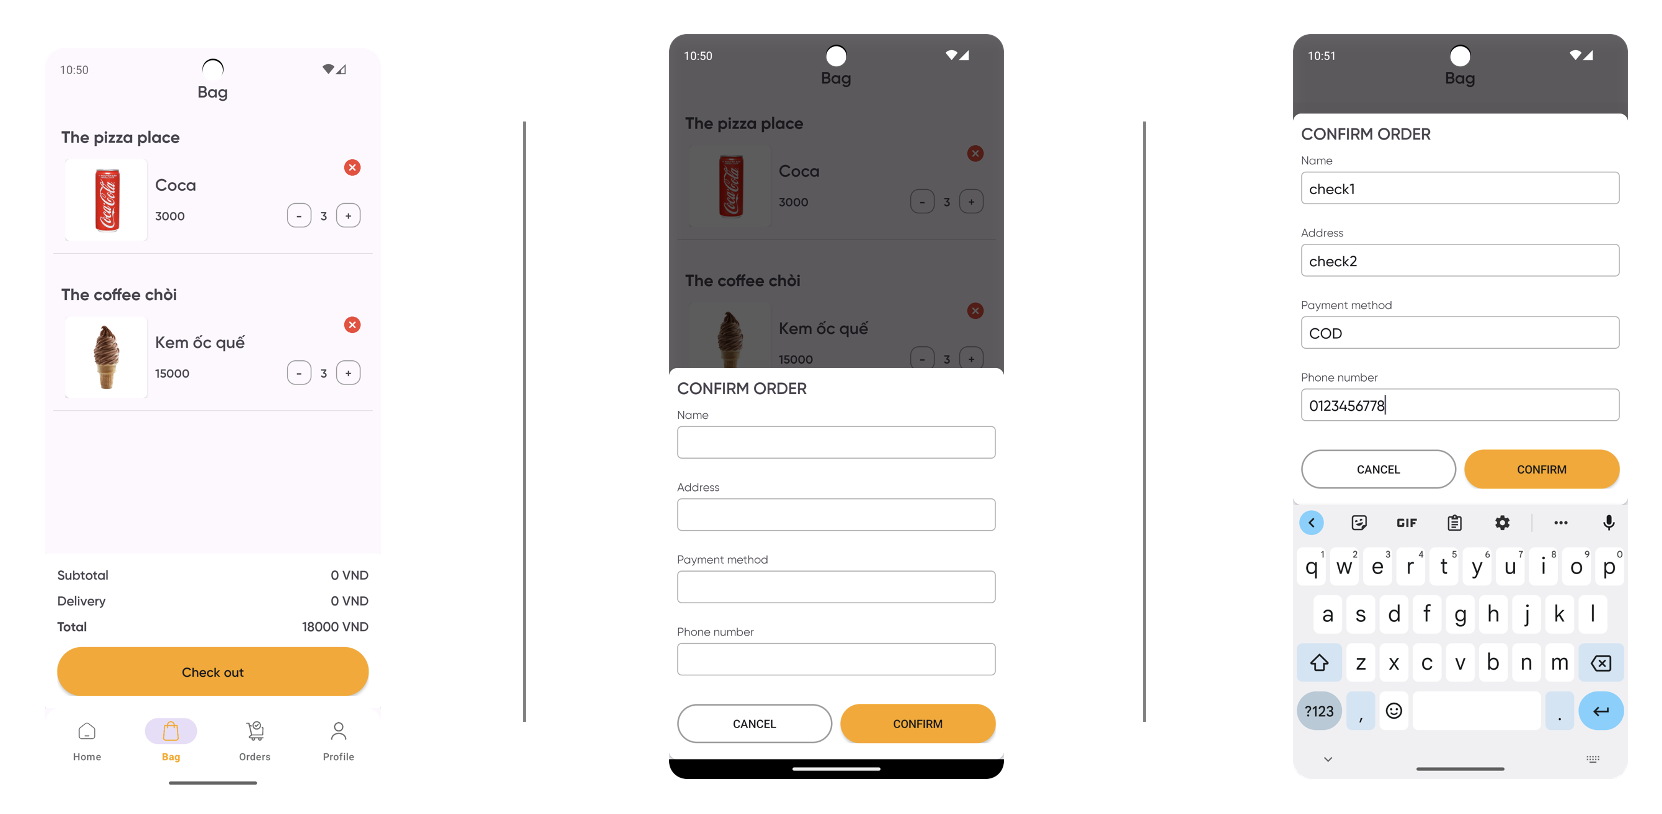 10:50
Bag
The pizza place
Coca-Cola
Coca
3000
- 3 +
The coffee chòi
Kem ốc quế
15000
- 3 +
Subtotal 0 VND
Delivery 0 VND
Total 18000 VND
Check out
Home Bag Orders Profile
10:50
Bag
The pizza place
Coca-Cola
Coca
3000
- 3 +
The coffee chòi
Kem ốc quế
15000
- 3 +
CONFIRM ORDER
Name
Address
Payment method
Phone number
CANCEL CONFIRM
10:51
Bag
CONFIRM ORDER
Name
check1
Address
check2
Payment method
COD
Phone number
0123456778
CANCEL CONFIRM
GIF
q 1 w 2 e 3 r 4 t 5 y 6 u 7 i 8 o 9 p 0
a s d f g h j k l
z x c v b n m
?123 , .